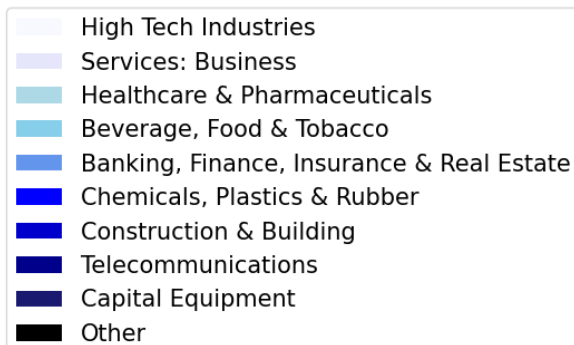 High Tech Industries
Services: Business
Healthcare & Pharmaceuticals
Beverage, Food & Tobacco
Banking, Finance, Insurance & Real Estate
Chemicals, Plastics & Rubber
Construction & Building
Telecommunications
Capital Equipment
Other